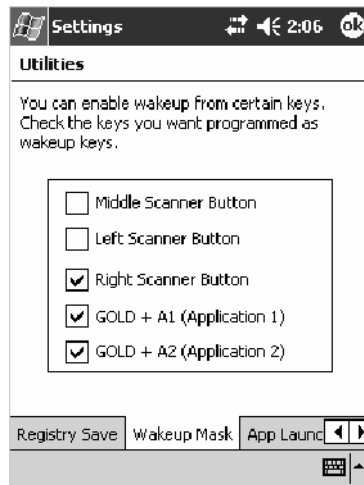 Settings 2:06 ok
Utilities
You can enable wakeup from certain keys.
Check the keys you want programmed as
wakeup keys.
Middle Scanner Button
Left Scanner Button
Right Scanner Button
GOLD + A1 (Application 1)
GOLD + A2 (Application 2)
Registry Save Wakeup Mask App Launc